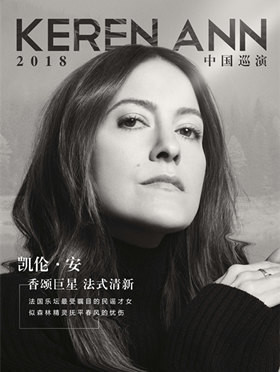 KEREN ANN
2018 中国巡演
凯伦·安
香颂巨星 法式清新
法国乐坛最受瞩目的民谣才女
似森林精灵抚平春风的忧伤